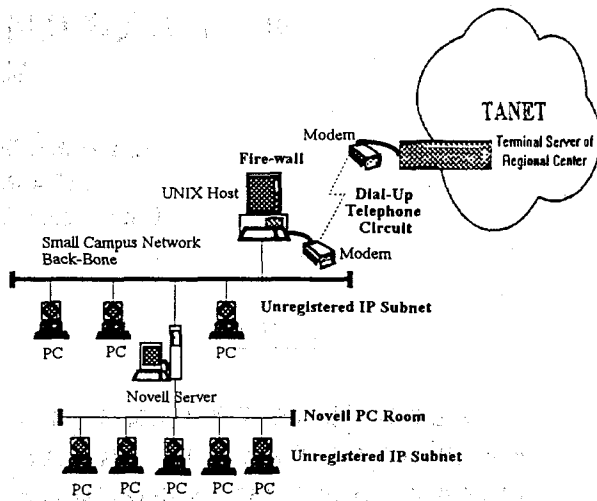 TANET
Terminal Server of
Regional Center
Modem
Fire-wall
UNIX Host
Dial-Up
Telephone
Circuit
Modem
Small Campus Network
Back-Bone
Unregistered IP Subnet
PC
PC
PC
Novell Server
Novell PC Room
Unregistered IP Subnet
PC
PC
PC
PC
PC